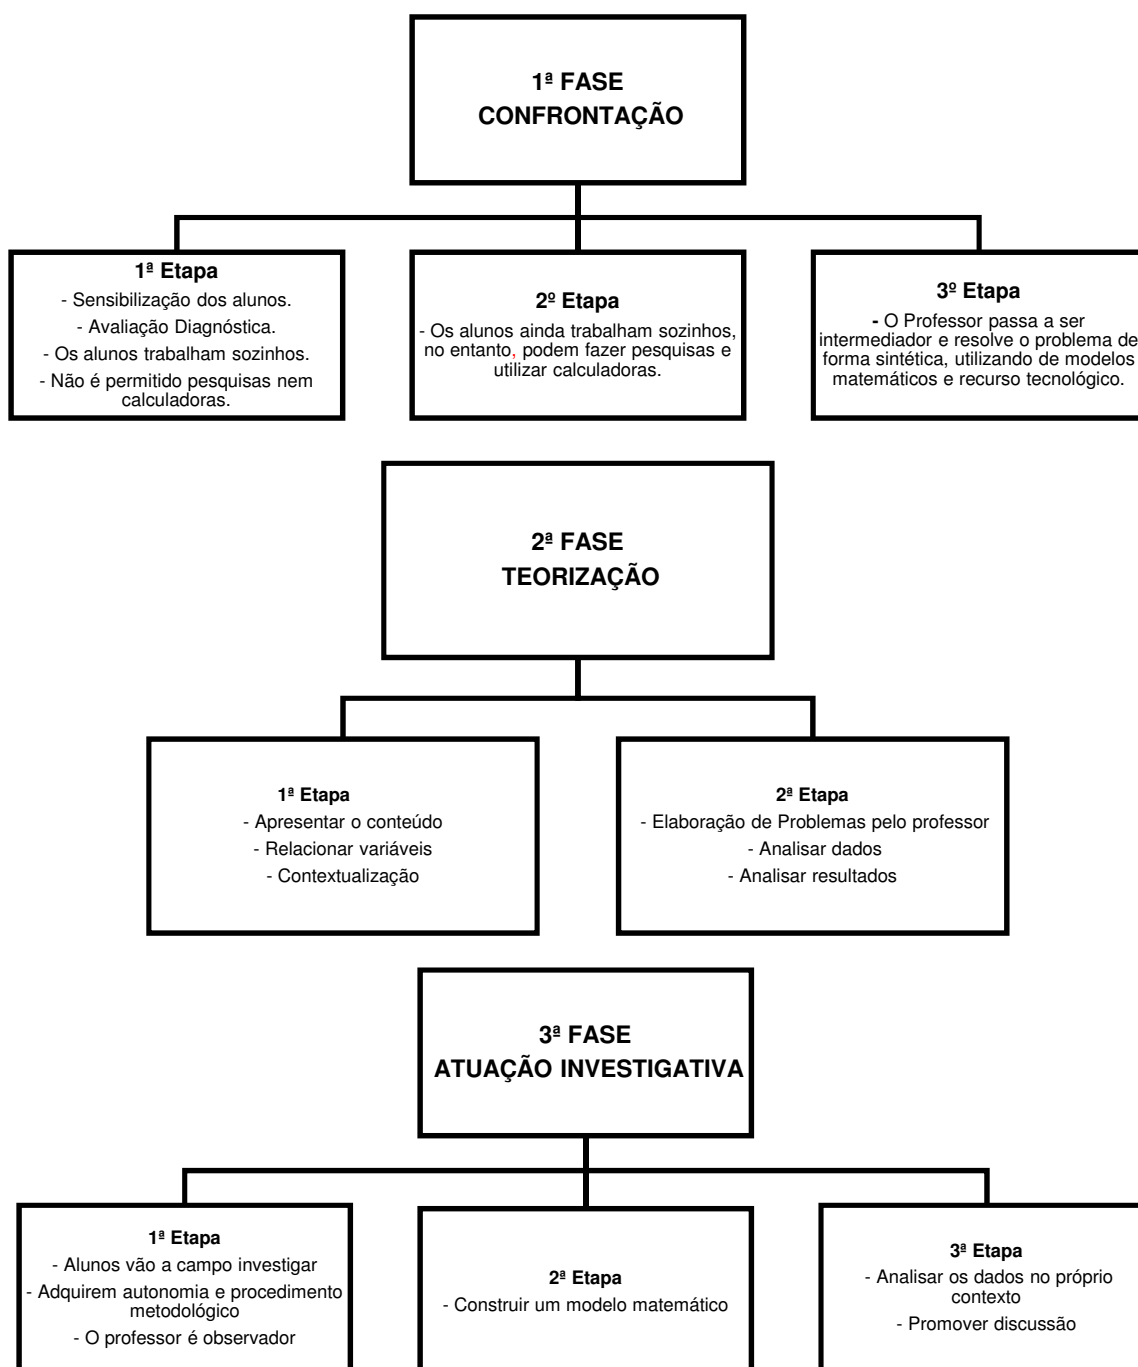 1ª FASE
CONFRONTAÇÃO
1ª Etapa
- Sensibilização dos alunos.
- Avaliação Diagnóstica.
- Os alunos trabalham sozinhos.
- Não é permitido pesquisas nem
calculadoras.
2º Etapa
- Os alunos ainda trabalham sozinhos,
no entanto, podem fazer pesquisas e
utilizar calculadoras.
3º Etapa
- O Professor passa a ser
intermediador e resolve o problema de
forma sintética, utilizando de modelos
matemáticos e recurso tecnológico.
2ª FASE
TEORIZAÇÃO
1ª Etapa
- Apresentar o conteúdo
- Relacionar variáveis
- Contextualização
2ª Etapa
- Elaboração de Problemas pelo professor
- Analisar dados
- Analisar resultados
3ª FASE
ATUAÇÃO INVESTIGATIVA
1ª Etapa
- Alunos vão a campo investigar
- Adquirem autonomia e procedimento
metodológico
- O professor é observador
2ª Etapa
- Construir um modelo matemático
3ª Etapa
- Analisar os dados no próprio
contexto
- Promover discussão